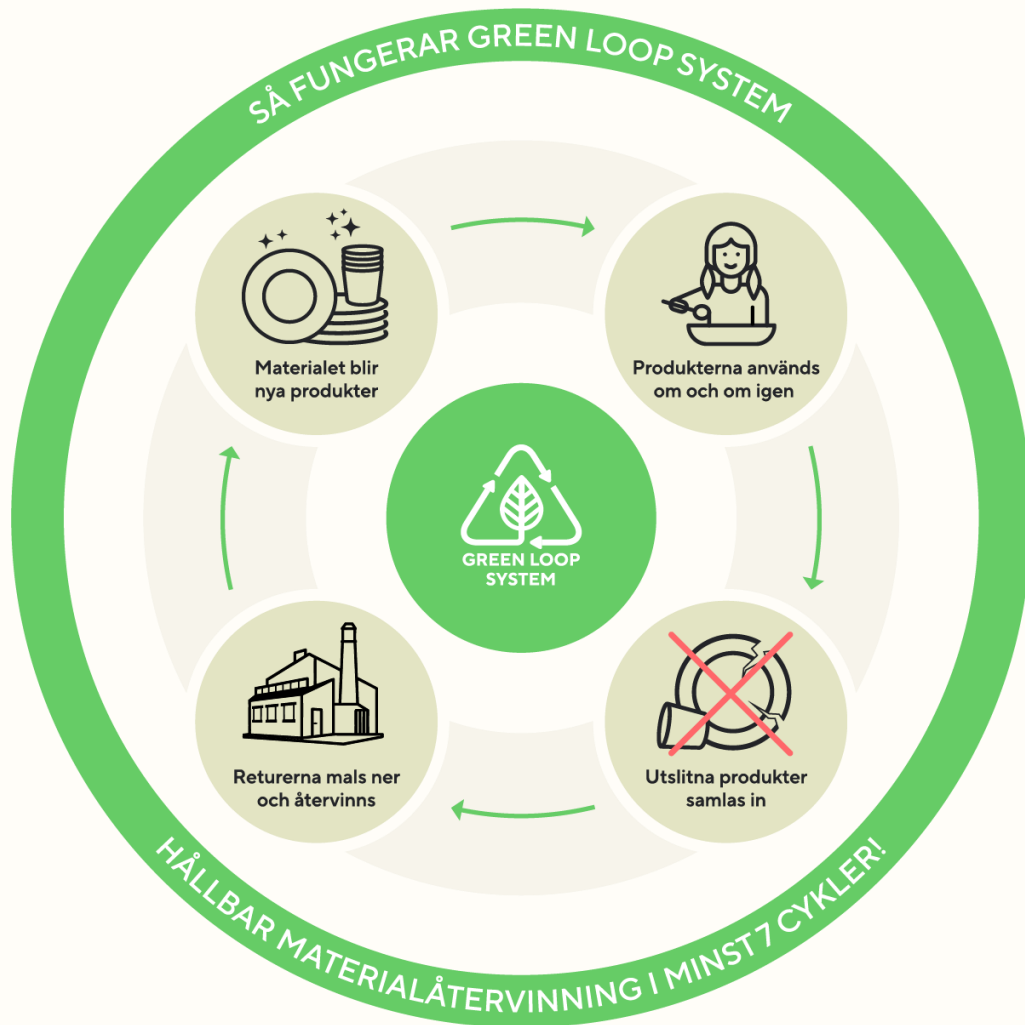 SÅ FUNGERAR GREEN LOOP SYSTEM
Materialet blir
nya produkter
Produkterna används
om och om igen
GREEN LOOP
SYSTEM
Returerna mals ner
och återvinns
Utslitna produkter
samlas in
HÅLLBAR MATERIALÅTERVINNING I MINST 7 CYKLER!